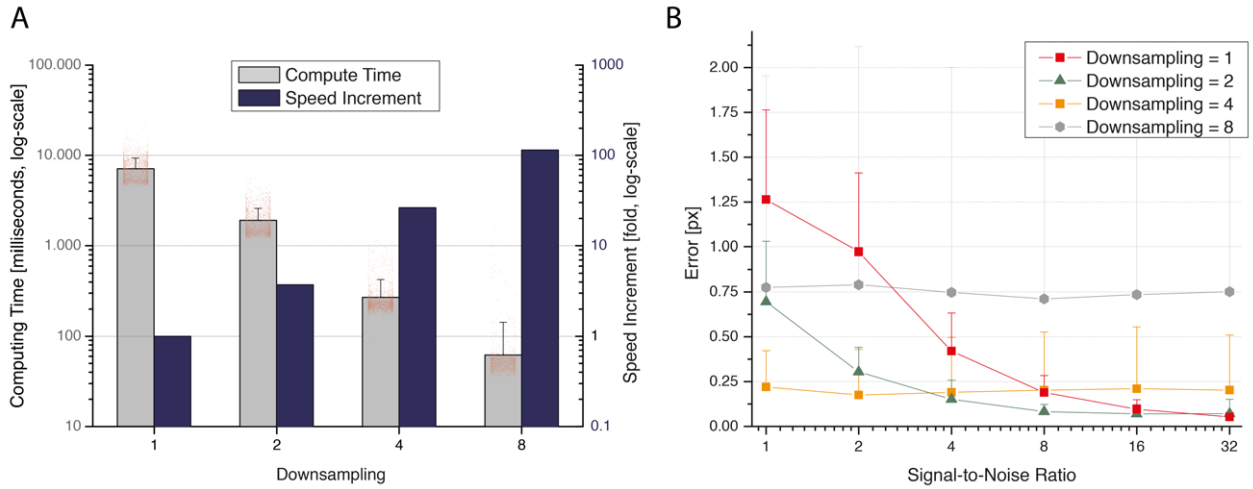 A
100.000
10.000
1.000
100
10
Computing Time [milliseconds, log-scale]
Compute Time
Speed Increment
1000
100
10
1
0.1
Speed Increment [fold, log-scale]
1 2 4 8
Downsampling
B
2.00
1.75
1.50
1.25
1.00
0.75
0.50
0.25
0.00
Error [px]
Downsampling = 1
Downsampling = 2
Downsampling = 4
Downsampling = 8
1 2 4 8 16 32
Signal-to-Noise Ratio